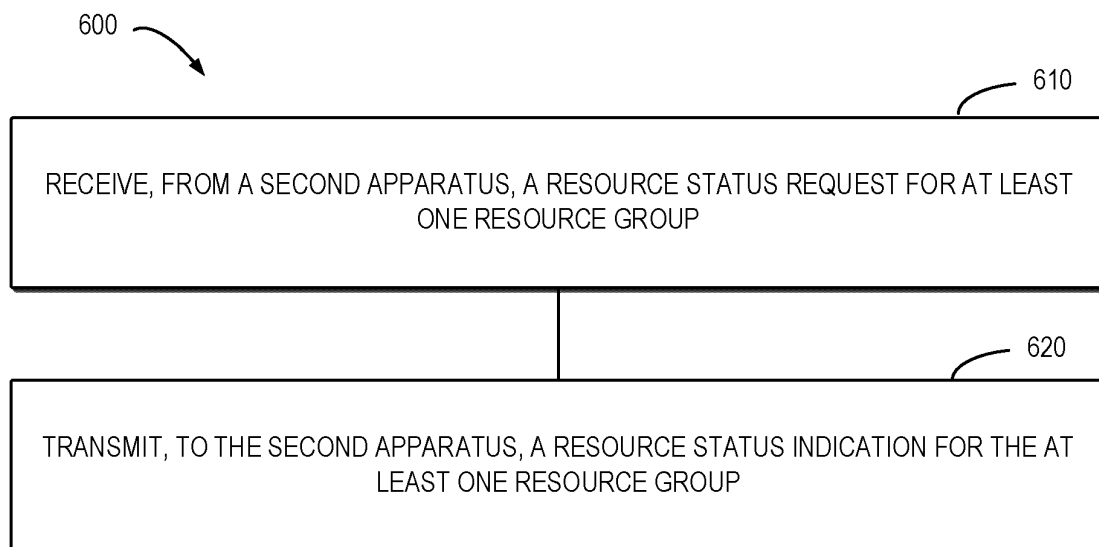 600
610
RECEIVE, FROM A SECOND APPARATUS, A RESOURCE STATUS REQUEST FOR AT LEAST
ONE RESOURCE GROUP
620
TRANSMIT, TO THE SECOND APPARATUS, A RESOURCE STATUS INDICATION FOR THE AT
LEAST ONE RESOURCE GROUP